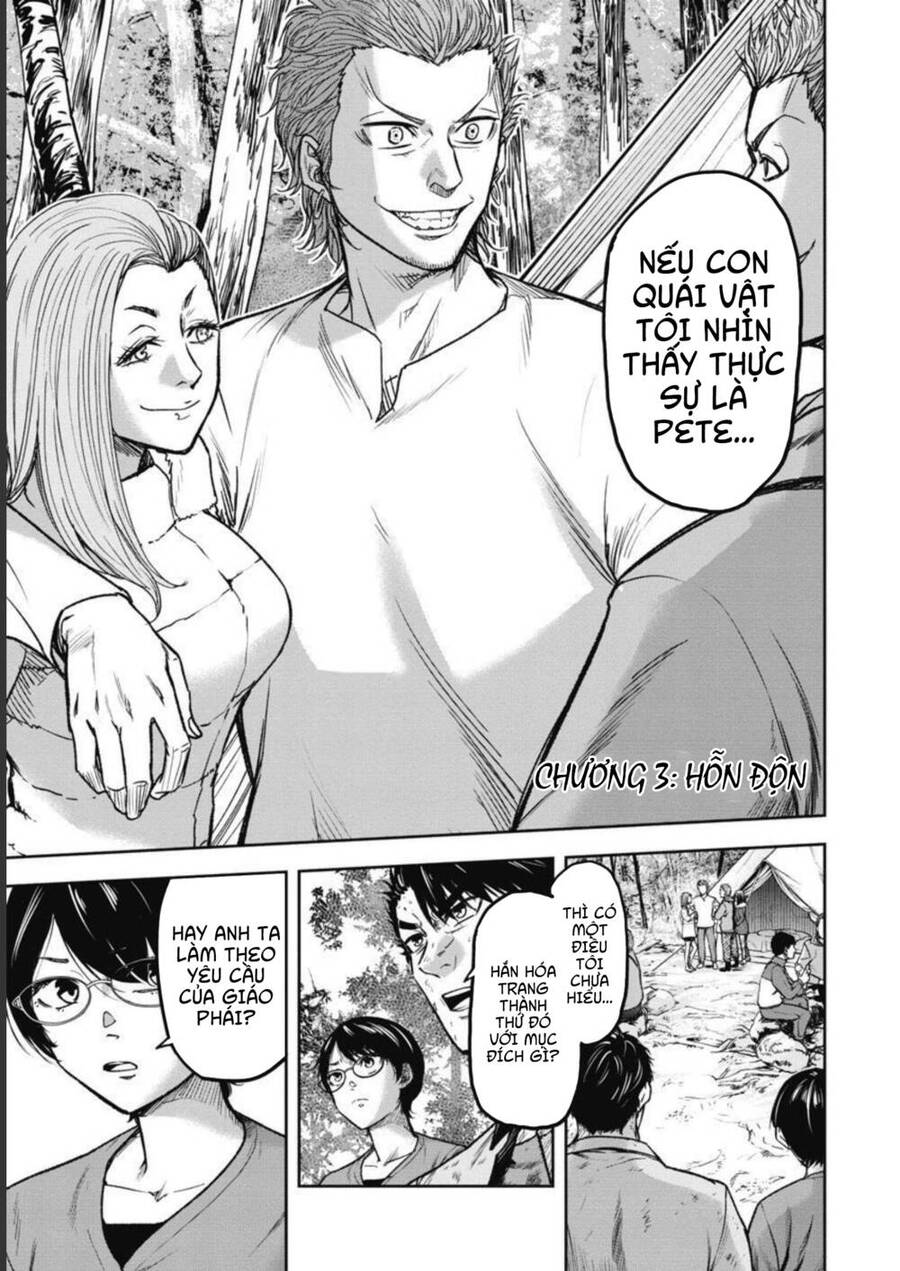 NẾU CON
QUÁI VẬT
TÔI NHÌN
THẤY THỰC
SỰ LÀ
PETE...
CHƯƠNG 3: HỖN ĐỘN
THÌ CÓ
MỘT
ĐIỀU
TÔI
CHƯA
HIỂU...
HẮN HÓA
TRANG
THÀNH
THỨ ĐÓ
VỚI MỤC
ĐÍCH GÌ?
HAY ANH TA
LÀM THEO
YÊU CẦU
CỦA GIÁO
PHÁI?